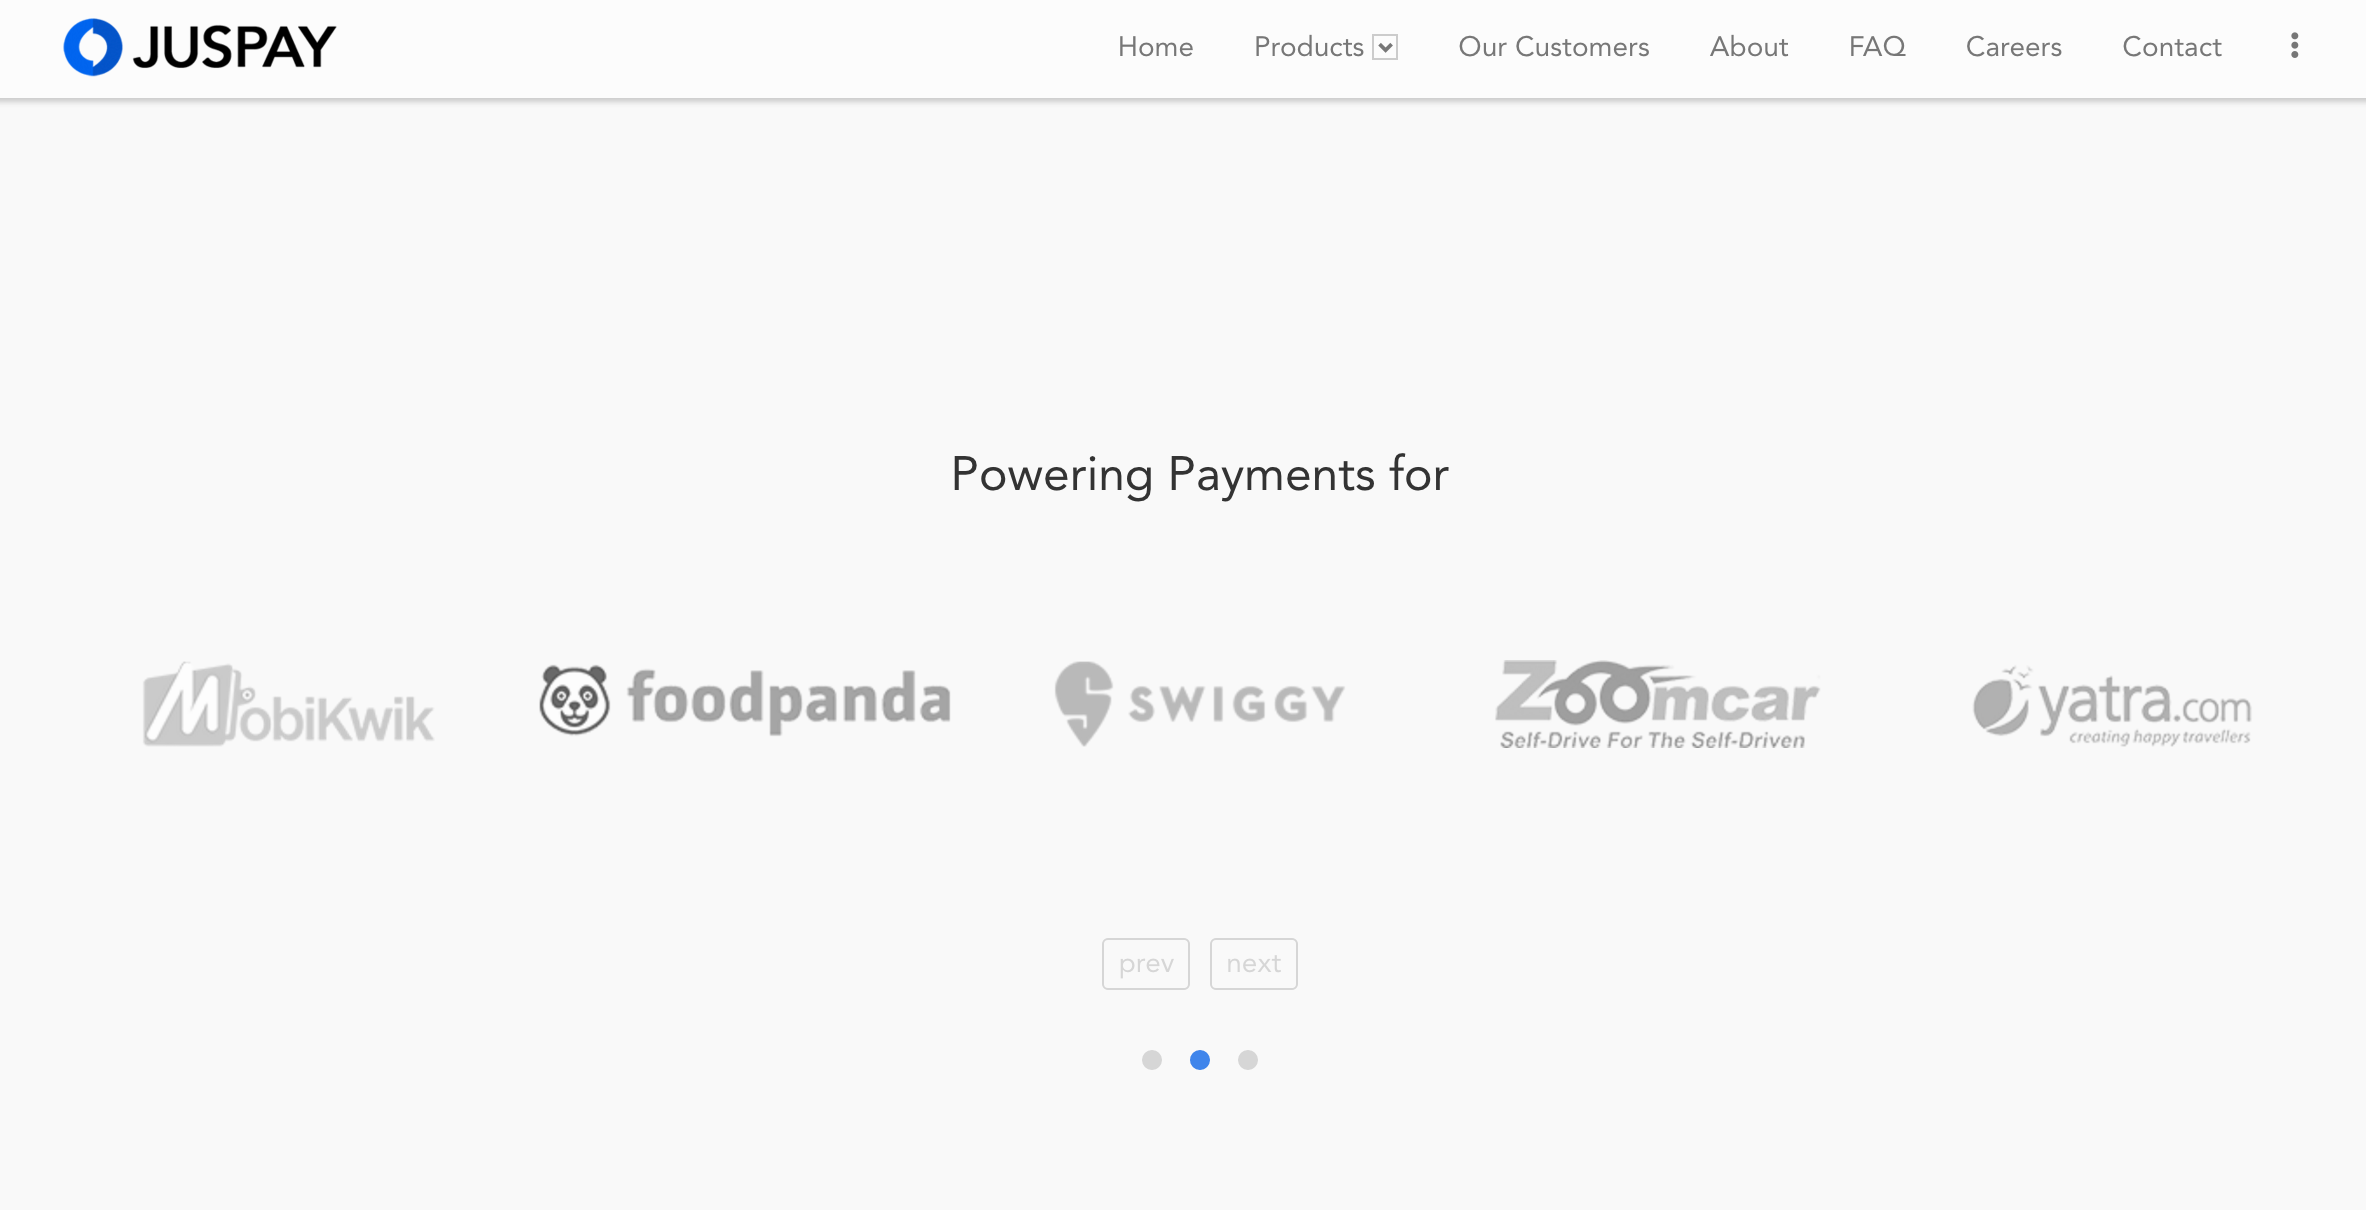 JUSPAY Home Products Our Customers About FAQ Careers Contact
Powering Payments for
MobiKwik foodpanda SWIGGY Zoomcar yatra.com
Self-Drive For The Self-Driven creating happy travellers
prev next